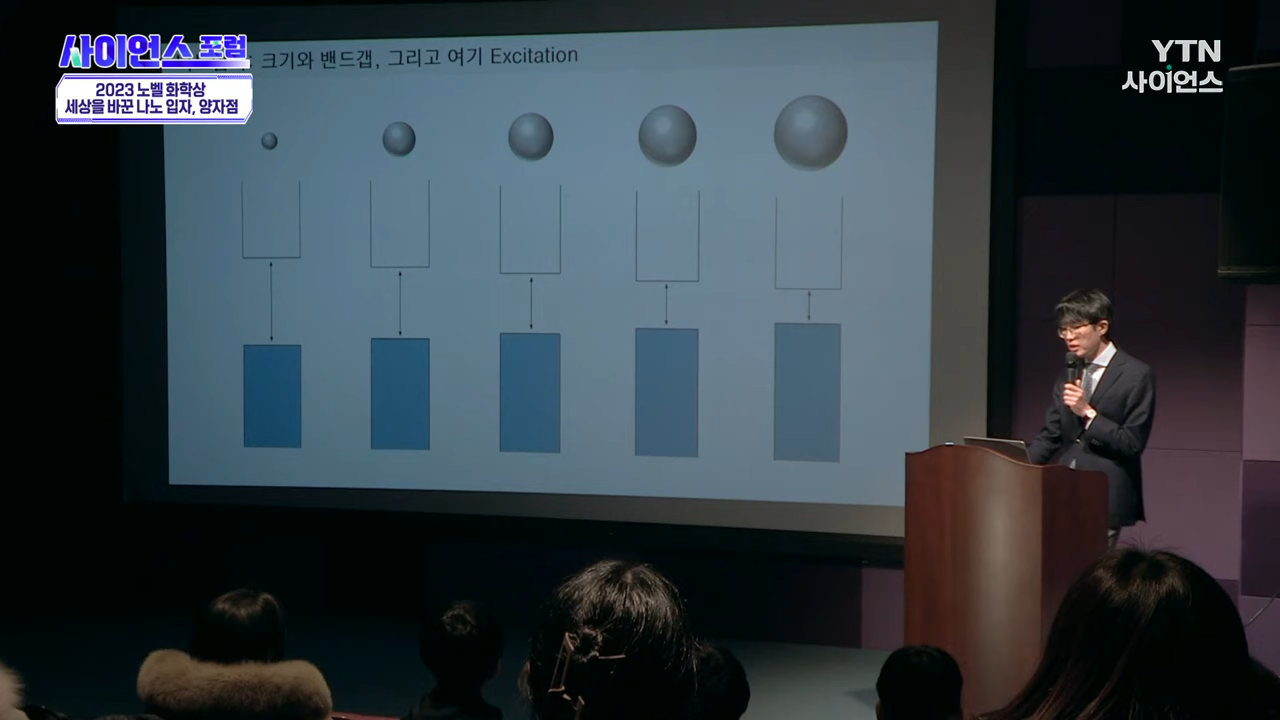 사이언스 포럼
2023 노벨 화학상
세상을 바꾼 나노 입자, 양자점
크기와 밴드갭, 그리고 여기 Excitation
YTN
사이언스